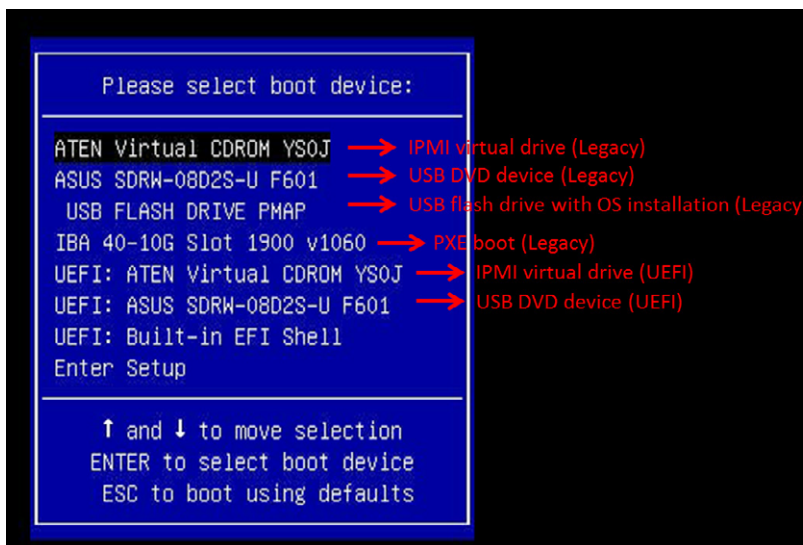 Please select boot device:
ATEN Virtual CDROM YS0J IPMI virtual drive (Legacy)
ASUS SDRW-08D2S-U F601 USB DVD device (Legacy)
USB FLASH DRIVE PMAP USB flash drive with OS installation (Legacy
IBA 40-10G Slot 1900 v1060 PXE boot (Legacy)
UEFI: ATEN Virtual CDROM YS0J IPMI virtual drive (UEFI)
UEFI: ASUS SDRW-08D2S-U F601 USB DVD device (UEFI)
UEFI: Built-in EFI Shell
Enter Setup
↑ and ↓ to move selection
ENTER to select boot device
ESC to boot using defaults